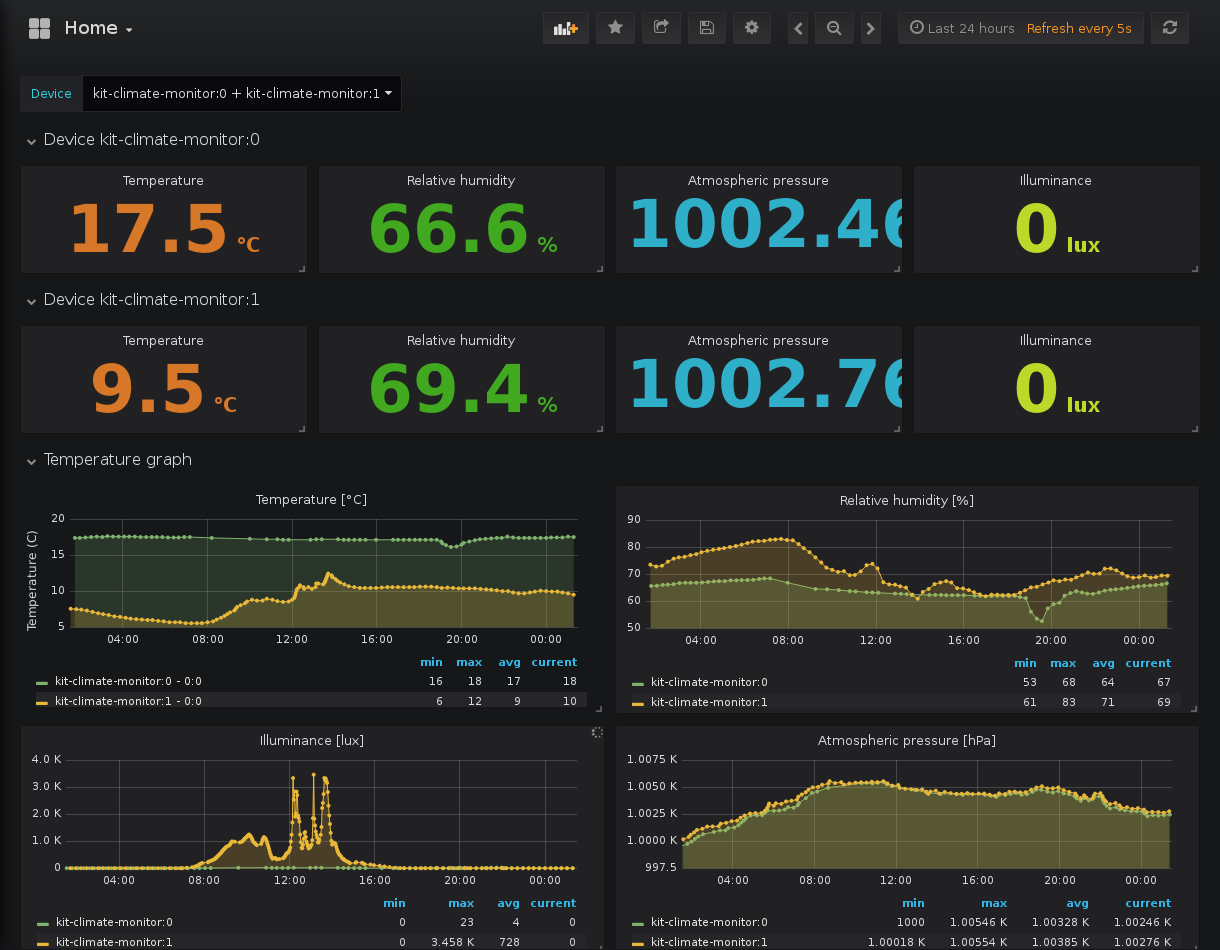 Home
Last 24 hours Refresh every 5s
Device kit-climate-monitor:0 + kit-climate-monitor:1
Device kit-climate-monitor:0
Temperature Relative humidity Atmospheric pressure Illuminance
17.5 °C 66.6 % 1002.46 0 lux
Device kit-climate-monitor:1
Temperature Relative humidity Atmospheric pressure Illuminance
9.5 °C 69.4 % 1002.76 0 lux
Temperature graph
Temperature [°C]
Temperature (C)
20
15
10
5
04:00 08:00 12:00 16:00 20:00 00:00
min max avg current
kit-climate-monitor:0 - 0:0 16 18 17 18
kit-climate-monitor:1 - 0:0 6 12 9 10
Relative humidity [%]
90
80
70
60
50
04:00 08:00 12:00 16:00 20:00 00:00
min max avg current
kit-climate-monitor:0 53 68 64 67
kit-climate-monitor:1 61 83 71 69
Illuminance [lux]
4.0 K
3.0 K
2.0 K
1.0 K
0
04:00 08:00 12:00 16:00 20:00 00:00
min max avg current
kit-climate-monitor:0 0 23 4 0
kit-climate-monitor:1 0 3.458 K 728 0
Atmospheric pressure [hPa]
1.0075 K
1.0050 K
1.0025 K
1.0000 K
997.5
04:00 08:00 12:00 16:00 20:00 00:00
min max avg current
kit-climate-monitor:0 1000 1.00546 K 1.00328 K 1.00246 K
kit-climate-monitor:1 1.00018 K 1.00554 K 1.00385 K 1.00276 K